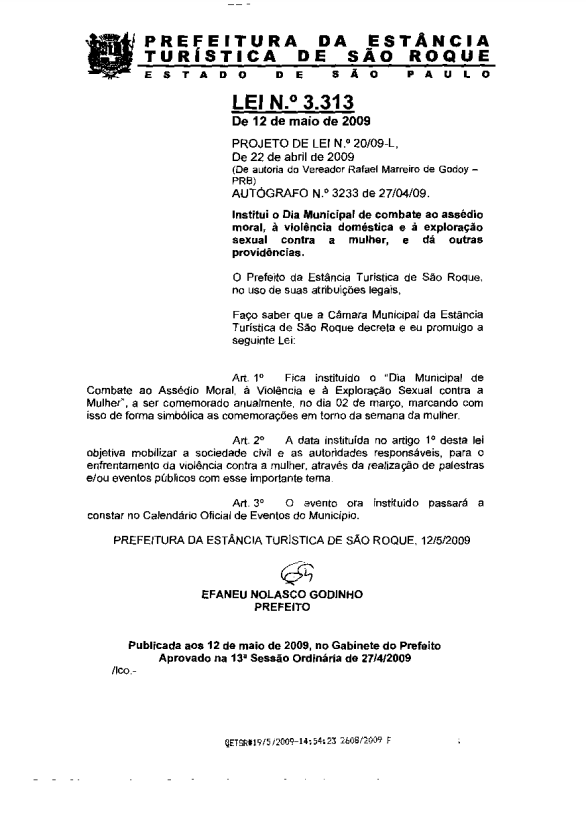 PREFEITURA DA ESTÂNCIA
TURÍSTICA DE SÃO ROQUE
ESTADO DE SÃO PAULO
LEI N.º 3.313
De 12 de maio de 2009
PROJETO DE LEI N.º 20/09-L,
De 22 de abril de 2009
(De autoria do Vereador Rafael Marreiro de Godoy –
PRB)
AUTÓGRAFO N.º 3233 de 27/04/09.
Institui o Dia Municipal de combate ao assédio
moral, à violência doméstica e à exploração
sexual contra a mulher, e dá outras
providências.
O Prefeito da Estância Turística de São Roque,
no uso de suas atribuições legais,
Faço saber que a Câmara Municipal da Estância
Turística de São Roque decreta e eu promulgo a
seguinte Lei:
Art. 1º Fica instituído o "Dia Municipal de
Combate ao Assédio Moral, à Violência e à Exploração Sexual contra a
Mulher", a ser comemorado anualmente, no dia 02 de março, marcando com
isso de forma simbólica as comemorações em torno da semana da mulher.
Art. 2º A data instituída no artigo 1º desta lei
objetiva mobilizar a sociedade civil e as autoridades responsáveis, para o
enfrentamento da violência contra a mulher, através da realização de palestras
e/ou eventos públicos com esse importante tema.
Art. 3º O evento ora instituído passará a
constar no Calendário Oficial de Eventos do Município.
PREFEITURA DA ESTÂNCIA TURÍSTICA DE SÃO ROQUE, 12/5/2009
EFANEU NOLASCO GODINHO
PREFEITO
Publicada aos 12 de maio de 2009, no Gabinete do Prefeito
Aprovado na 13ª Sessão Ordinária de 27/4/2009
/lco.-
QETSR#19/5/2009-14:54:23 2608/2009 F